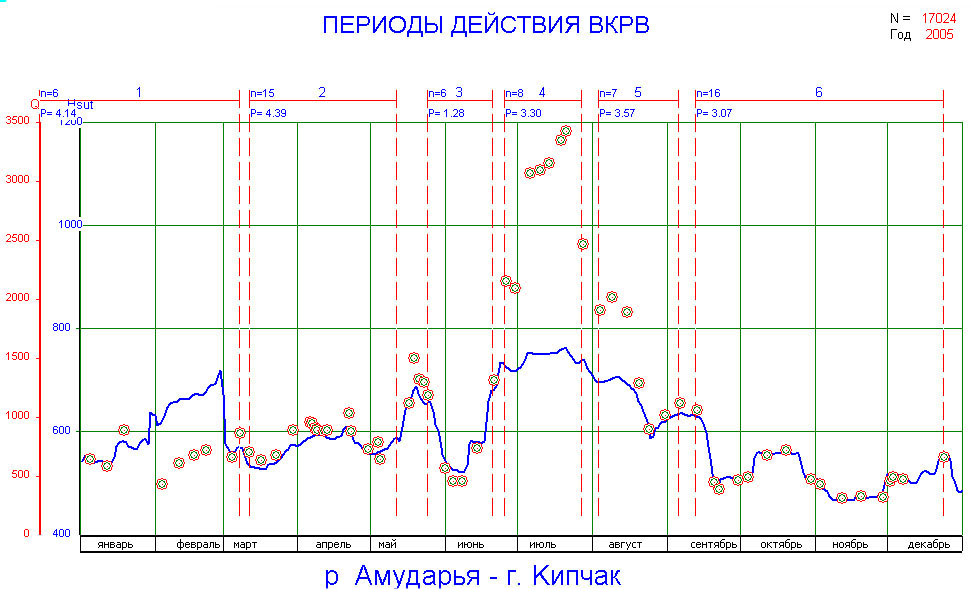 ПЕРИОДЫ ДЕЙСТВИЯ ВКРВ
N = 17024
Год 2005
n=6 1 n=15 2 n=6 3 n=8 4 n=7 5 n=16 6
Q Hsut
P= 4.14 P= 4.39 P= 1.28 P= 3.30 P= 3.57 P= 3.07
3500 1200
3000
1000
2500
2000
800
1500
1000
600
500
0 400
январь февраль март апрель май июнь июль август сентябрь октябрь ноябрь декабрь
р Амударья - г. Кипчак